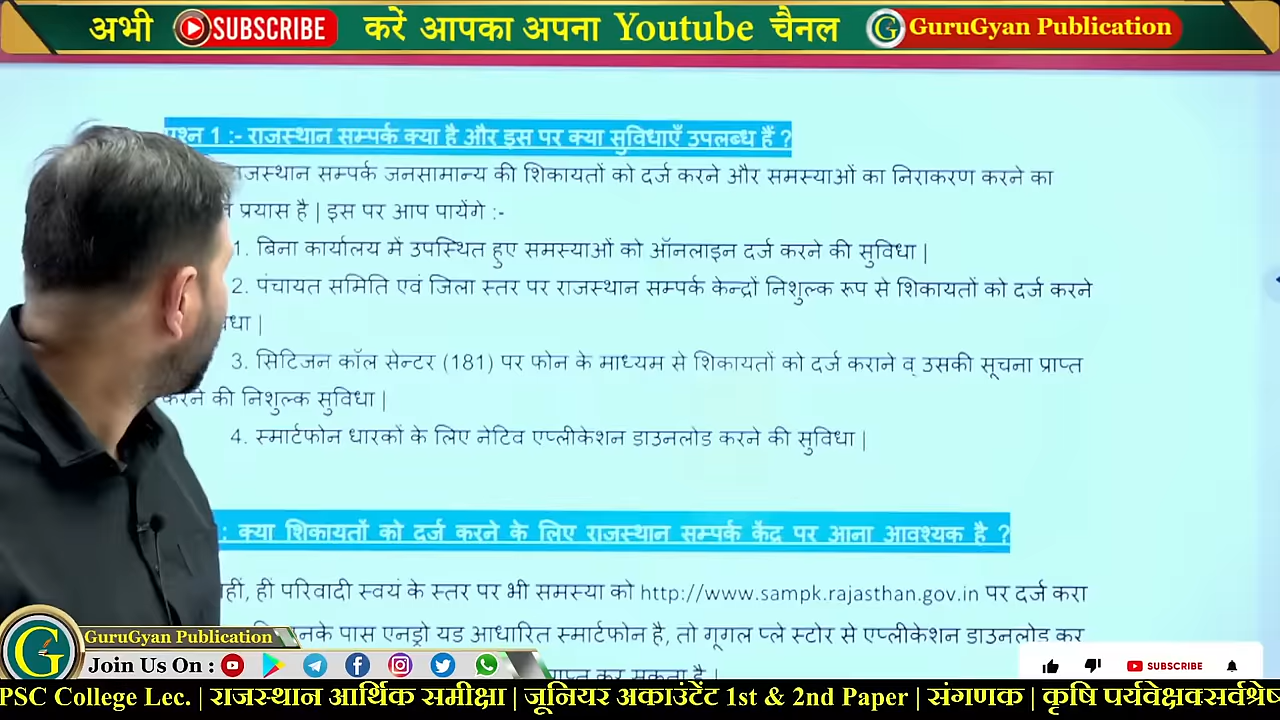 अभी SUBSCRIBE करें आपका अपना Youtube चैनल G GuruGyan Publication
प्रश्न 1 :- राजस्थान सम्पर्क क्या है और इस पर क्या सुविधाएँ उपलब्ध हैं ?
राजस्थान सम्पर्क जनसामान्य की शिकायतों को दर्ज करने और समस्याओं का निराकरण करने का
प्रयास है | इस पर आप पायेंगे :-
1. बिना कार्यालय में उपस्थित हुए समस्याओं को ऑनलाइन दर्ज करने की सुविधा |
2. पंचायत समिति एवं जिला स्तर पर राजस्थान सम्पर्क केन्द्रों निशुल्क रूप से शिकायतों को दर्ज करने
धा |
3. सिटिजन कॉल सेन्टर (181) पर फोन के माध्यम से शिकायतों को दर्ज कराने व् उसकी सूचना प्राप्त
करने की निशुल्क सुविधा |
4. स्मार्टफोन धारकों के लिए नेटिव एप्लीकेशन डाउनलोड करने की सुविधा |
: क्या शिकायतों को दर्ज करने के लिए राजस्थान सम्पर्क केंद्र पर आना आवश्यक है ?
हीं, हीं परिवादी स्वयं के स्तर पर भी समस्या को http://www.sampk.rajasthan.gov.in पर दर्ज करा
नके पास एनड्रो यड आधारित स्मार्टफोन है, तो गूगल प्ले स्टोर से एप्लीकेशन डाउनलोड कर
प्राप्त कर सकता है |
G GuruGyan Publication
Join Us On :
SUBSCRIBE
PSC College Lec. | राजस्थान आर्थिक समीक्षा | जूनियर अकाउंटेंट 1st & 2nd Paper | संगणक | कृषि पर्यवेक्षकसर्वश्रेष